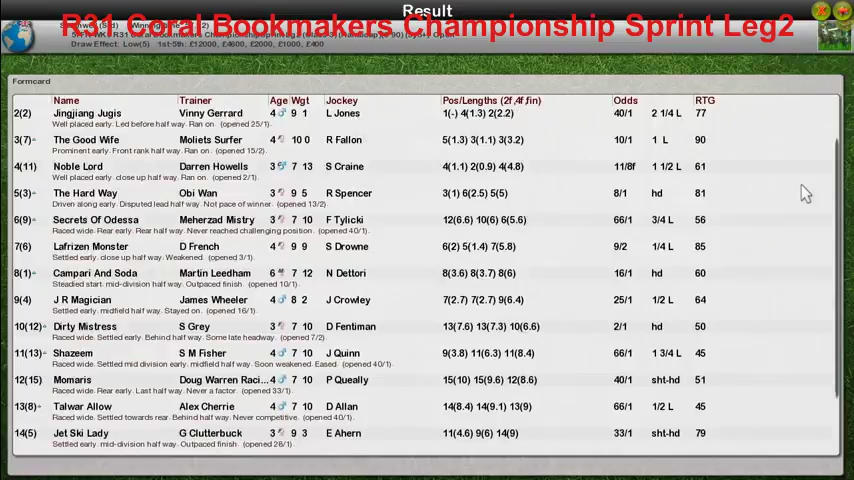 Result
R31 Coral Bookmakers Championship Sprint Leg2
Draw Effect: Low(5) 1st-5th: £12000, £4600, £2000, £1000, £400
Formcard
Name Trainer Age Wgt Jockey Pos/Lengths (2f,4f,fin) Odds RTG
2(2) Jingjiang Jugis Vinny Gerrard 4 9 1 L Jones 1(-) 4(1.3) 2(2.2) 40/1 2 1/4 L 77
Well placed early. Led before half way. Ran on. (opened 25/1)
3(7) The Good Wife Moliets Surfer 4 10 0 R Fallon 5(1.3) 3(1.1) 3(3.2) 10/1 1 L 90
Prominent early. Front rank half way. Ran on. (opened 15/2)
4(11) Noble Lord Darren Howells 3 7 13 S Craine 4(1.1) 2(0.9) 4(4.8) 11/8f 1 1/2 L 61
Well placed early. close up half way. Ran on. (opened 2/1)
5(3) The Hard Way Obi Wan 3 9 5 R Spencer 3(1) 6(2.5) 5(5) 8/1 hd 81
Driven along early. Disputed lead half way. Not pace of winner. (opened 13/2)
6(9) Secrets Of Odessa Meherzad Mistry 3 7 10 F Tylicki 12(6.6) 10(6) 6(5.6) 66/1 3/4 L 56
Raced wide. Rear early. Rear half way. Never reached challenging position. (opened 40/1)
7(6) Lafrizen Monster D French 4 9 9 S Drowne 6(2) 5(1.4) 7(5.8) 9/2 1/4 L 85
Settled early. close up half way. Weakened. (opened 3/1)
8(1) Campari And Soda Martin Leedham 6 7 12 N Dettori 8(3.6) 8(3.7) 8(6) 16/1 hd 60
Steadied start. mid-division half way. Outpaced finish. (opened 10/1)
9(4) J R Magician James Wheeler 4 8 2 J Crowley 7(2.7) 7(2.7) 9(6.4) 25/1 1/2 L 64
Settled early. midfield half way. Stayed on. (opened 16/1)
10(12) Dirty Mistress S Grey 3 7 10 D Fentiman 13(7.6) 13(7.3) 10(6.6) 2/1 hd 50
Raced wide. Settled early. Behind half way. Some late headway. (opened 7/2)
11(13) Shazeem S M Fisher 4 7 10 J Quinn 9(3.8) 11(6.3) 11(8.4) 66/1 1 3/4 L 45
Raced wide. Settled mid division early. midfield half way. Soon weakened. Eased. (opened 40/1)
12(15) Momaris Doug Warren Raci... 4 7 10 P Queally 15(10) 15(9.6) 12(8.6) 40/1 sht-hd 51
Raced wide. Rear early. Last half way. Never a factor. (opened 33/1)
13(8) Talwar Allow Alex Cherrie 4 7 10 D Allan 14(8.4) 14(9.1) 13(9) 66/1 1/2 L 45
Raced wide. Settled towards rear. Behind half way. Never competitive. (opened 40/1)
14(5) Jet Ski Lady G Clutterbuck 3 9 3 E Ahern 11(4.6) 9(6) 14(9) 33/1 sht-hd 79
Settled early. mid-division half way. Outpaced finish. (opened 28/1)